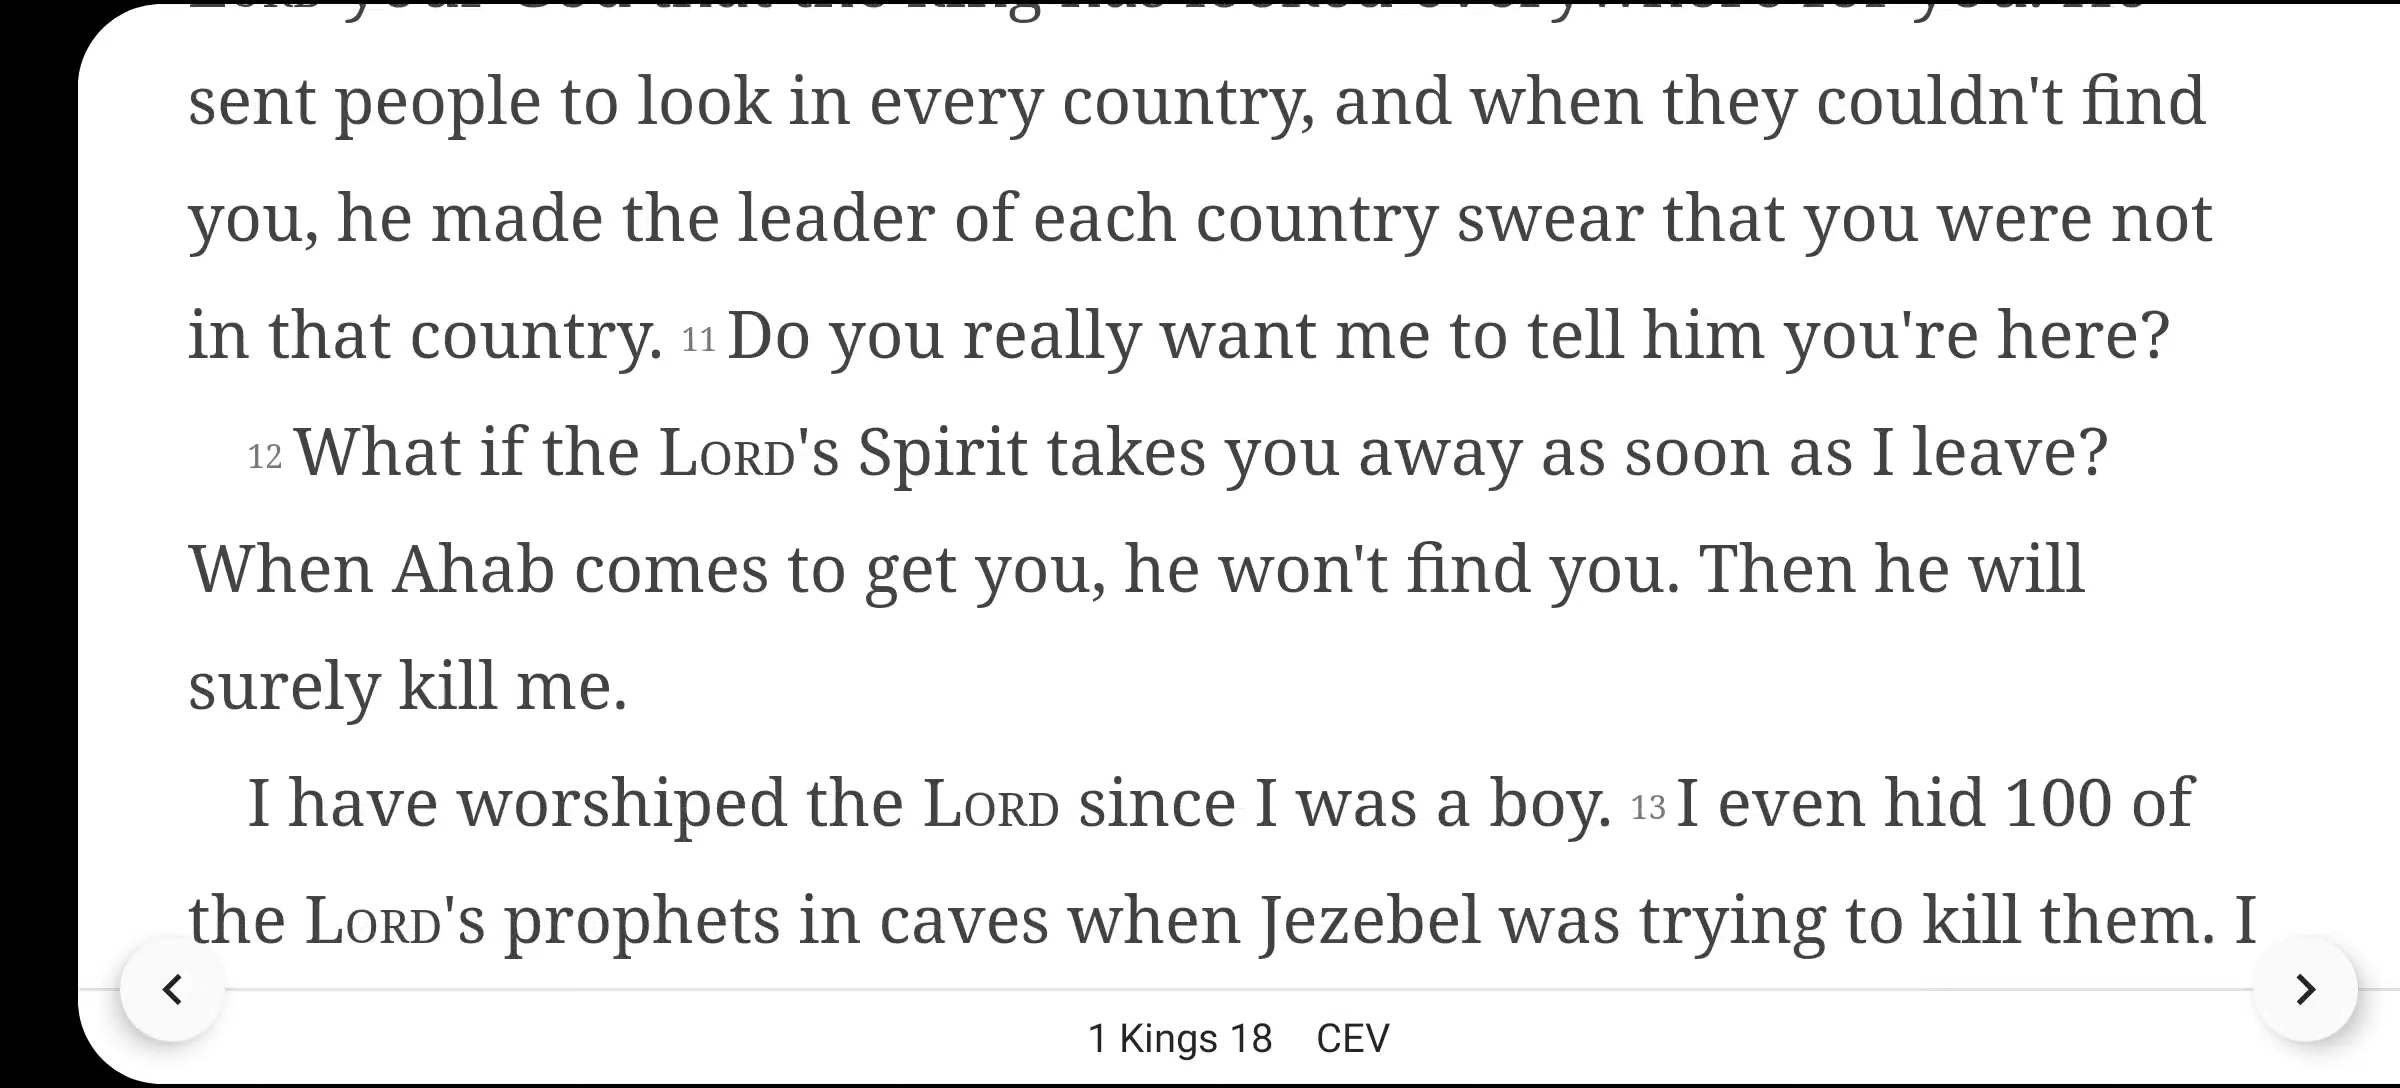 sent people to look in every country, and when they couldn't find
you, he made the leader of each country swear that you were not
in that country. 11 Do you really want me to tell him you're here?
12 What if the LORD's Spirit takes you away as soon as I leave?
When Ahab comes to get you, he won't find you. Then he will
surely kill me.
I have worshiped the LORD since I was a boy. 13 I even hid 100 of
the LORD's prophets in caves when Jezebel was trying to kill them. I
1 Kings 18 CEV